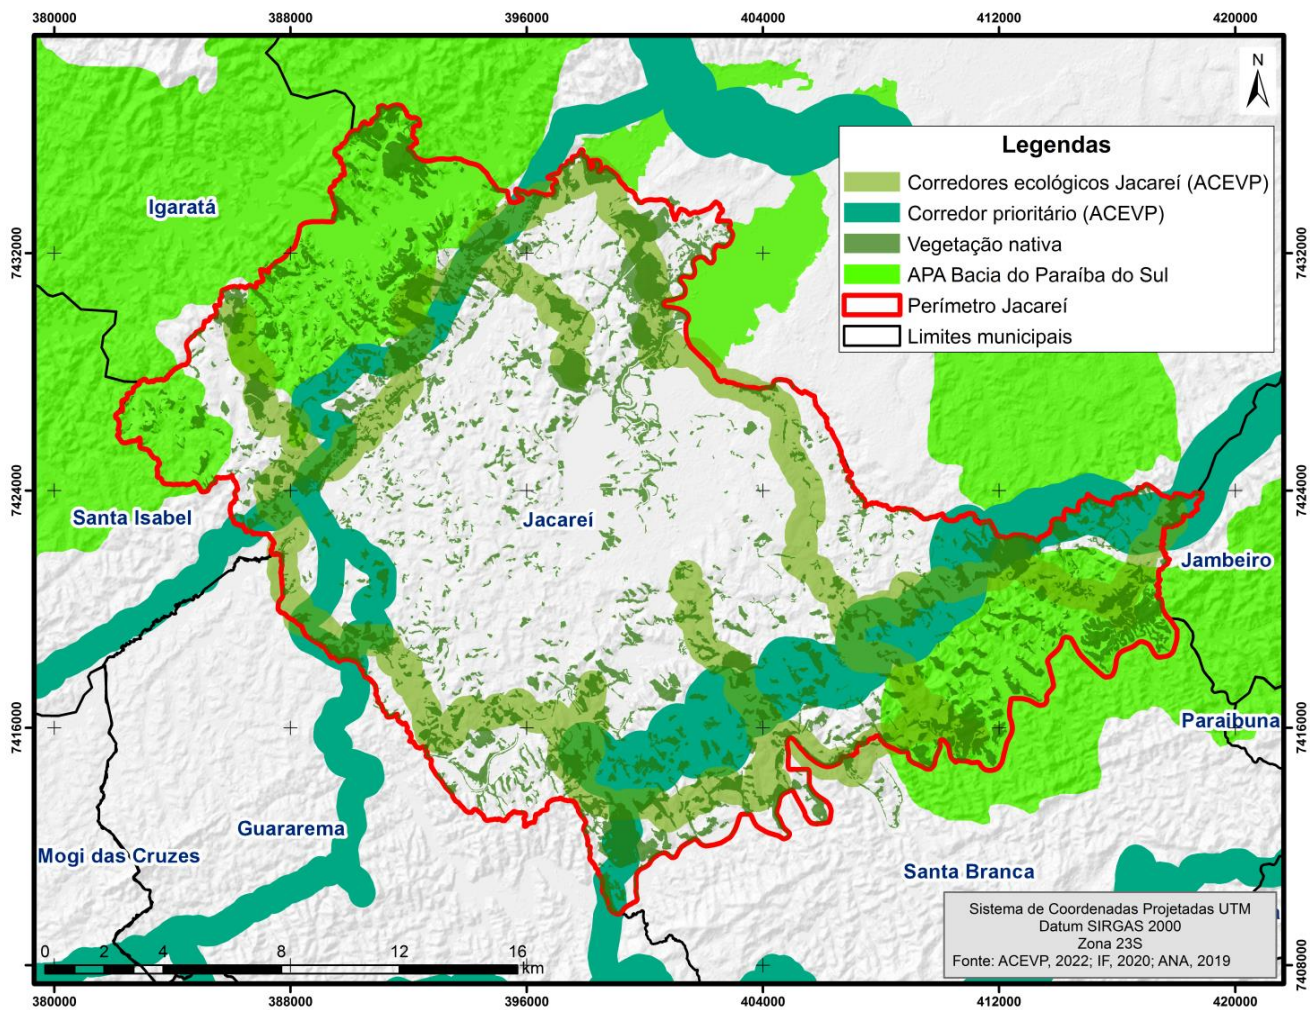 380000 388000 396000 404000 412000 420000
N
Legendas
Corredores ecológicos Jacareí (ACEVP)
Corredor prioritário (ACEVP)
Vegetação nativa
APA Bacia do Paraíba do Sul
Perímetro Jacareí
Limites municipais
7432000 7432000
Igaratá
7424000 7424000
Santa Isabel
Jacareí
Jambeiro
7416000 7416000
Paraibuna
Guararema
Mogi das Cruzes
Santa Branca
Sistema de Coordenadas Projetadas UTM
Datum SIRGAS 2000
Zona 23S
Fonte: ACEVP, 2022; IF, 2020; ANA, 2019
0 2 4 8 12 16
km
7408000
380000 388000 396000 404000 412000 420000